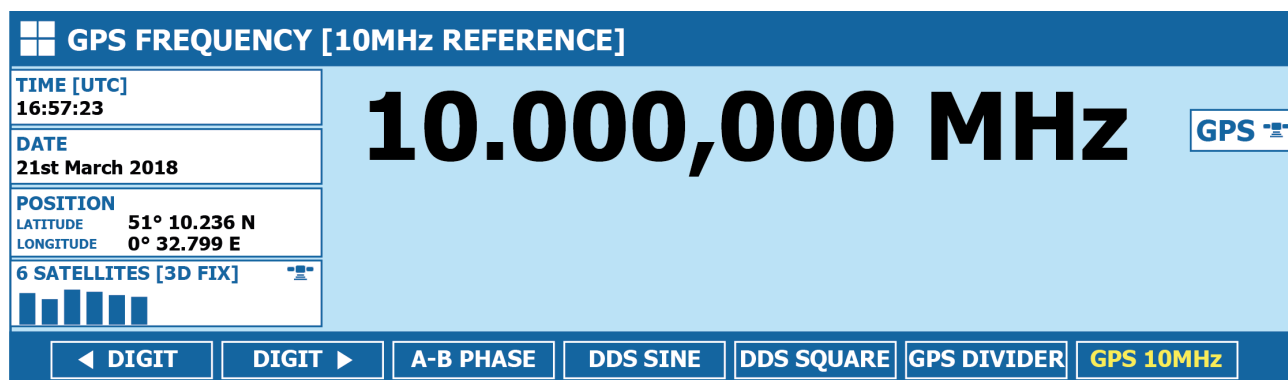 GPS FREQUENCY [10MHz REFERENCE]
TIME [UTC]
16:57:23
DATE
21st March 2018
POSITION
LATITUDE 51° 10.236 N
LONGITUDE 0° 32.799 E
6 SATELLITES [3D FIX]
10.000,000 MHz
GPS
◀ DIGIT
DIGIT ▶
A-B PHASE
DDS SINE
DDS SQUARE
GPS DIVIDER
GPS 10MHz